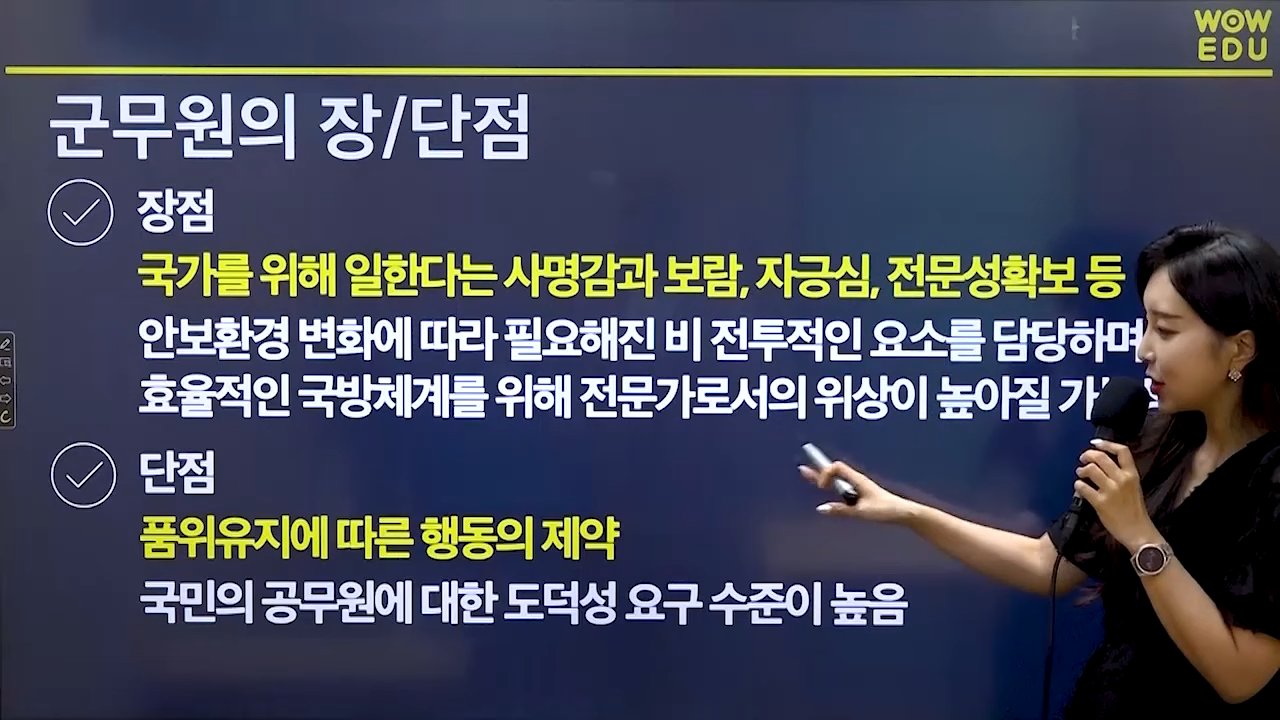 WOW
EDU
군무원의 장/단점
장점
국가를 위해 일한다는 사명감과 보람, 자긍심, 전문성확보 등
안보환경 변화에 따라 필요해진 비 전투적인 요소를 담당하며
효율적인 국방체계를 위해 전문가로서의 위상이 높아질
단점
품위유지에 따른 행동의 제약
국민의 공무원에 대한 도덕성 요구 수준이 높음